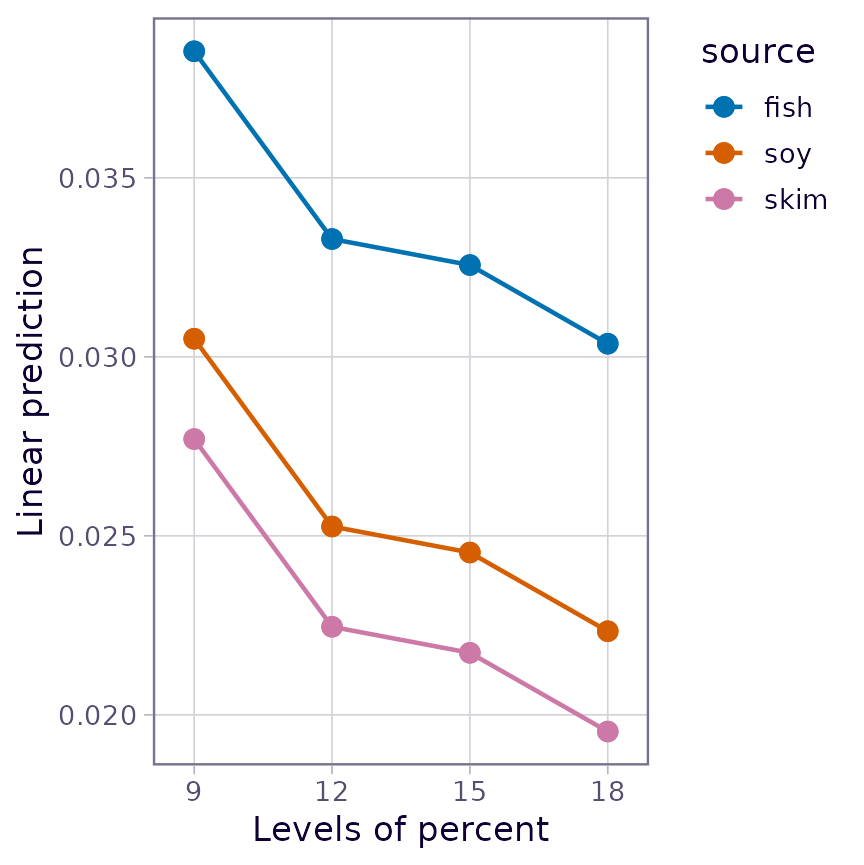 source
fish
soy
skim
Linear prediction
0.035
0.030
0.025
0.020
9 12 15 18
Levels of percent